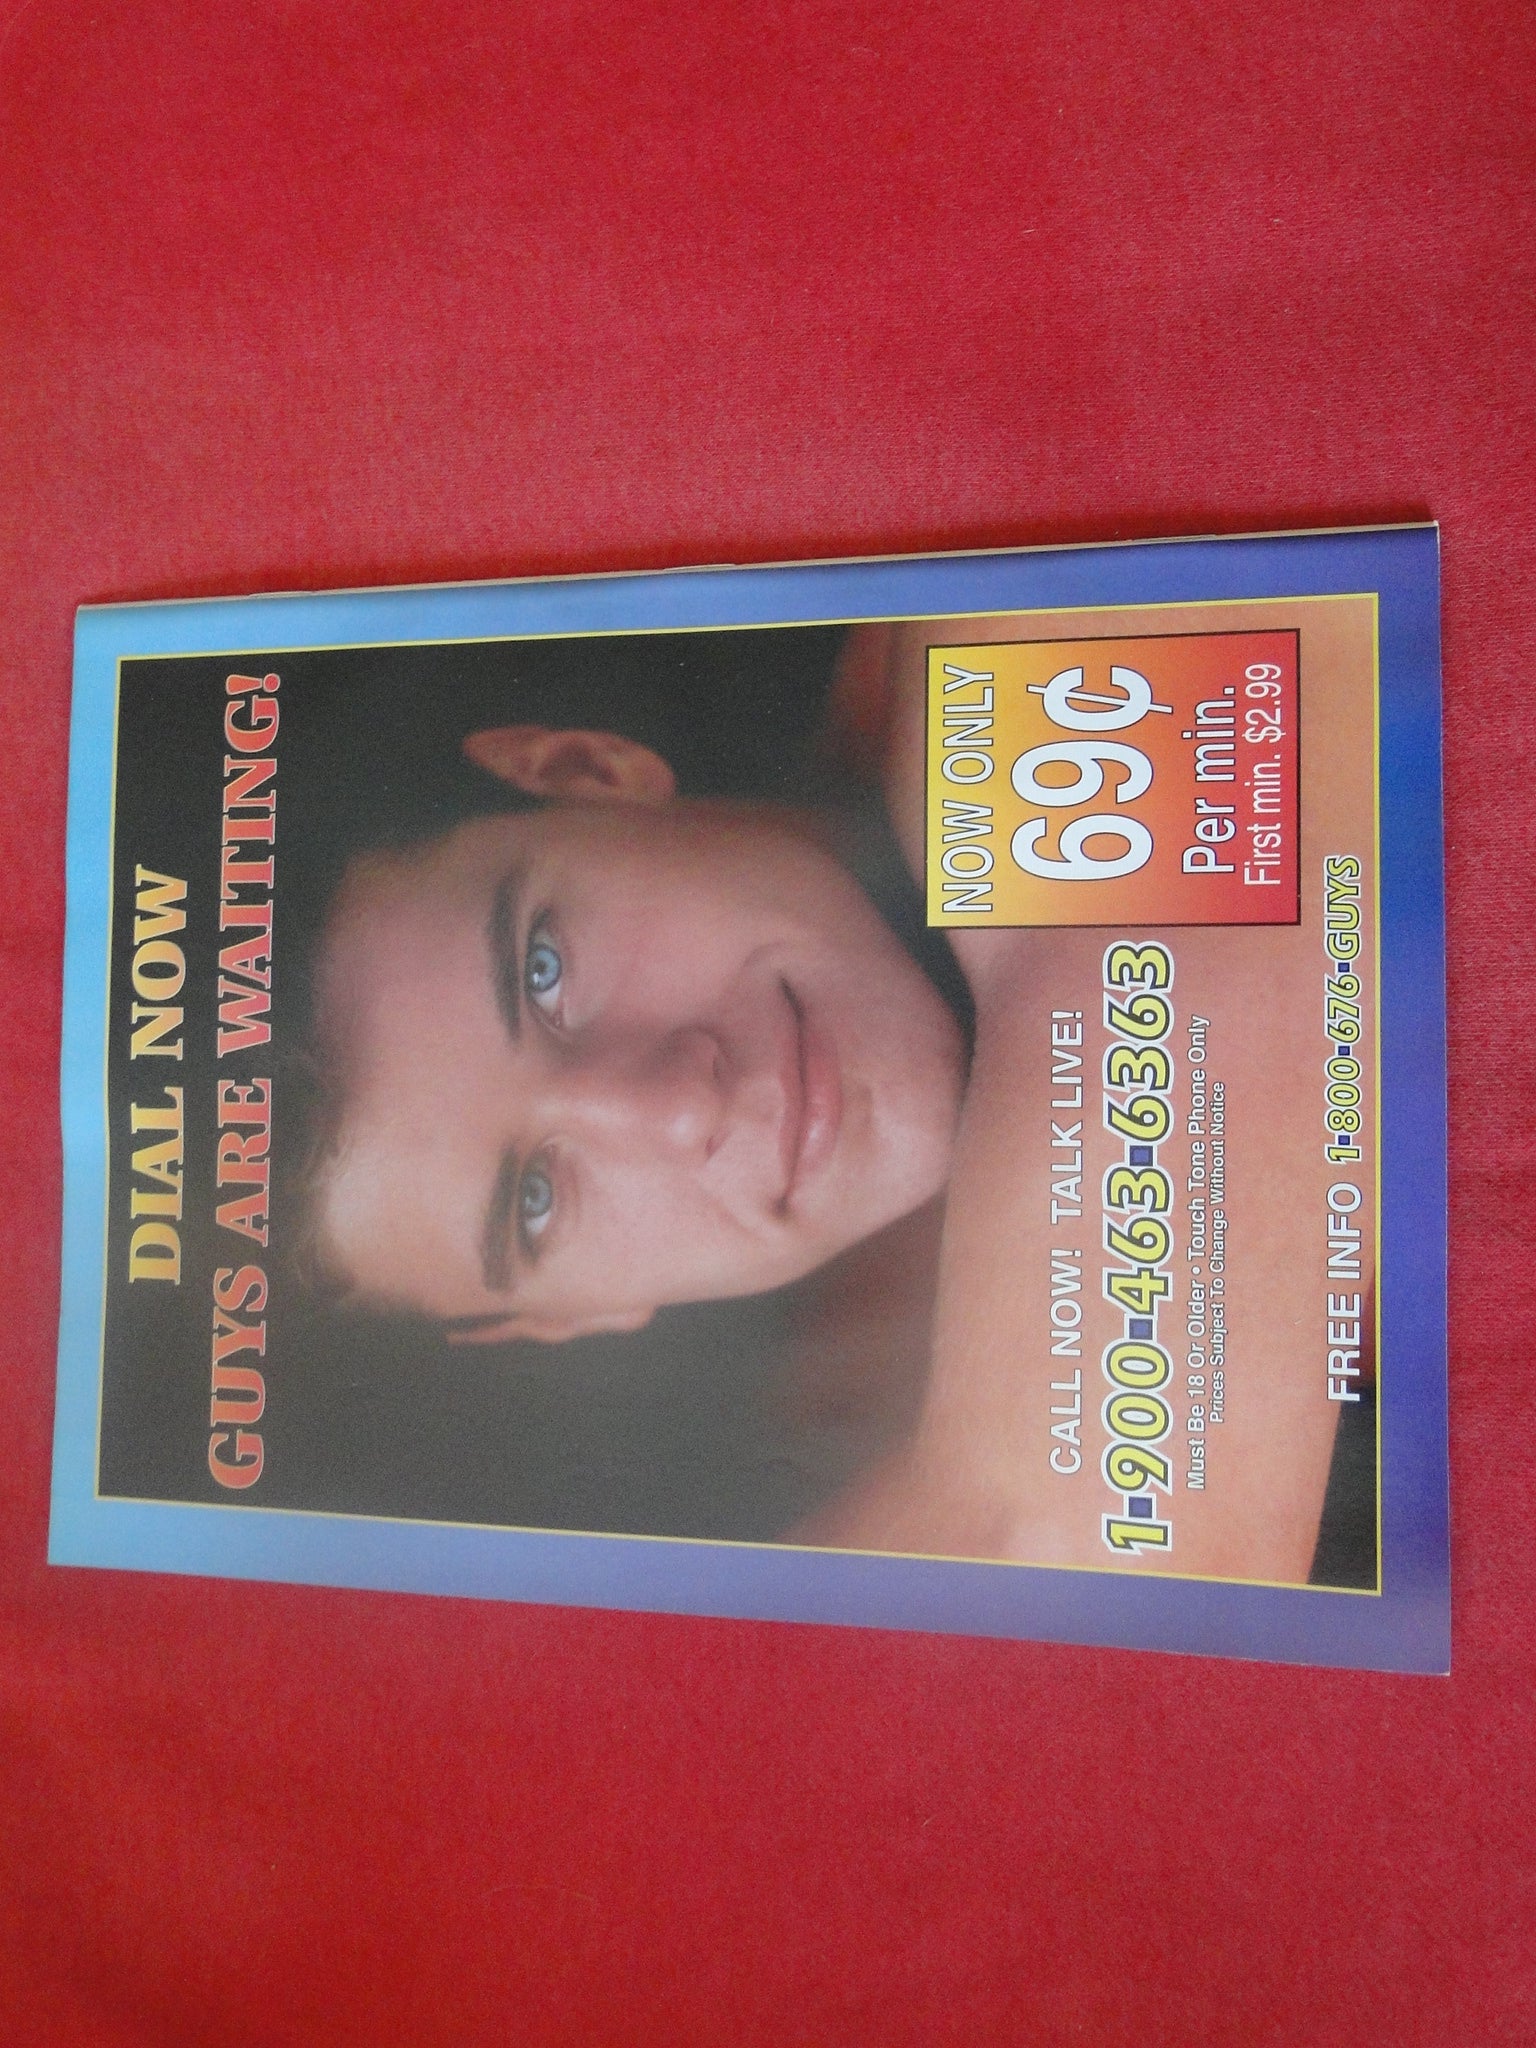 DIAL NOW
GUYS ARE WAITING!
NOW ONLY
69¢
Per min.
First min. $2.99
CALL NOW! TALK LIVE!
1-900-463-6363
Must Be 18 Or Older • Touch Tone Phone Only
Prices Subject To Change Without Notice
FREE INFO 1-800-676-GUYS